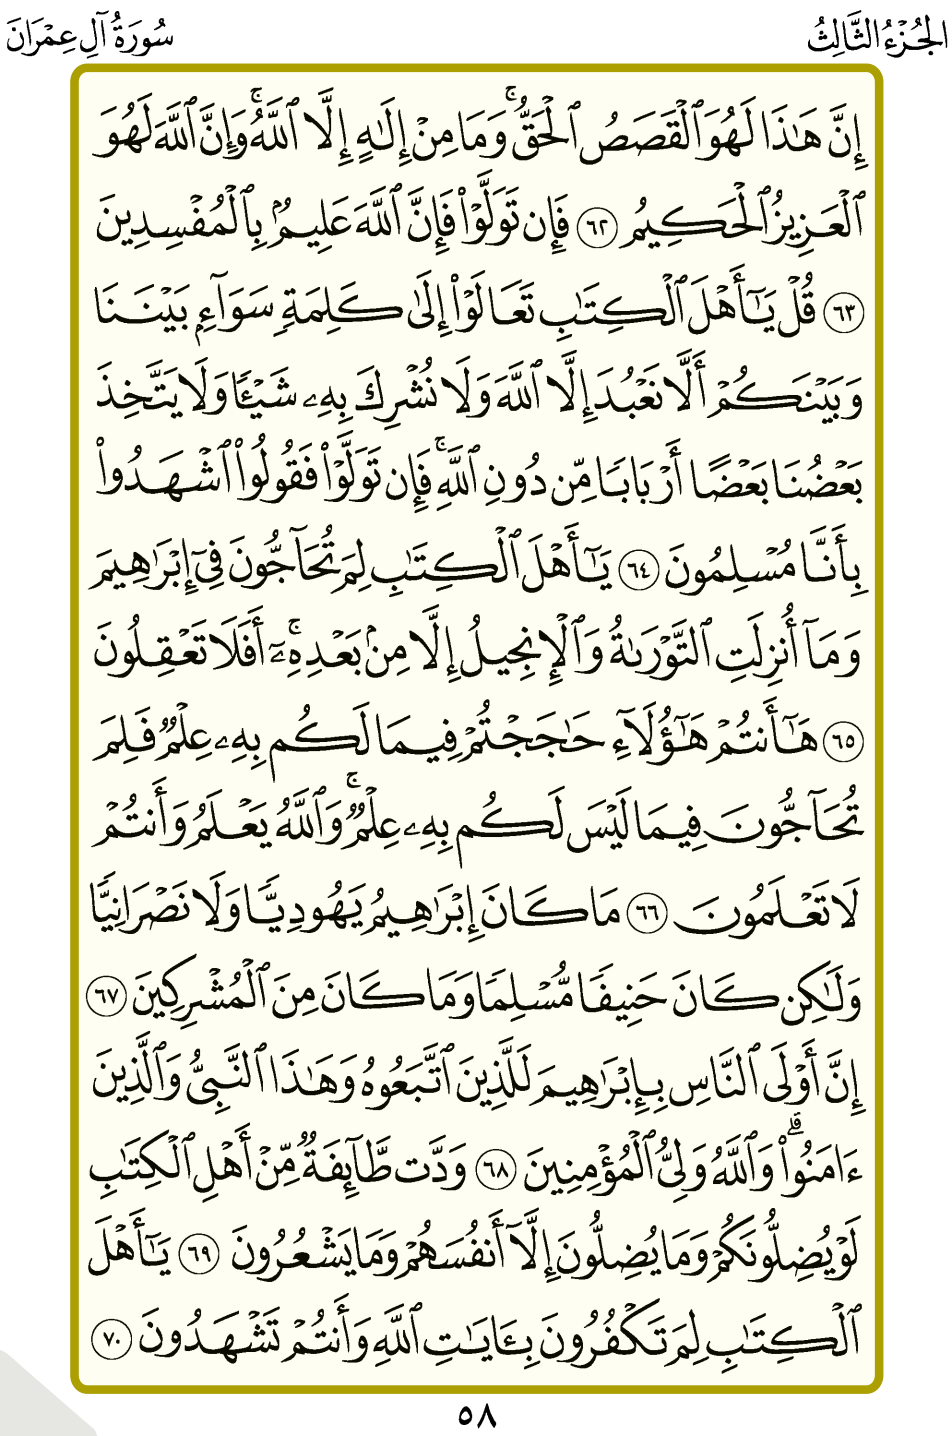 الجُزْءُ الثَّالِثُ
سُورَةُ آلِ عِمْرَانَ
إِنَّ هَٰذَا لَهُوَ ٱلْقَصَصُ ٱلْحَقُّۚ وَمَا مِنْ إِلَٰهٍ إِلَّا ٱللَّهُۚ وَإِنَّ ٱللَّهَ لَهُوَ
ٱلْعَزِيزُ ٱلْحَكِيمُ ٦٢ فَإِن تَوَلَّوْا۟ فَإِنَّ ٱللَّهَ عَلِيمٌۢ بِٱلْمُفْسِدِينَ
٦٣ قُلْ يَٰٓأَهْلَ ٱلْكِتَٰبِ تَعَالَوْا۟ إِلَىٰ كَلِمَةٍ سَوَآءٍۭ بَيْنَنَا
وَبَيْنَكُمْ أَلَّا نَعْبُدَ إِلَّا ٱللَّهَ وَلَا نُشْرِكَ بِهِۦ شَيْـًٔا وَلَا يَتَّخِذَ
بَعْضُنَا بَعْضًا أَرْبَابًا مِّن دُونِ ٱللَّهِۚ فَإِن تَوَلَّوْا۟ فَقُولُوا۟ ٱشْهَدُوا۟
بِأَنَّا مُسْلِمُونَ ٦٤ يَٰٓأَهْلَ ٱلْكِتَٰبِ لِمَ تُحَآجُّونَ فِىٓ إِبْرَٰهِيمَ
وَمَآ أُنزِلَتِ ٱلتَّوْرَىٰةُ وَٱلْإِنجِيلُ إِلَّا مِنۢ بَعْدِهِۦٓۚ أَفَلَا تَعْقِلُونَ
٦٥ هَٰٓأَنتُمْ هَٰٓؤُلَآءِ حَٰجَجْتُمْ فِيمَا لَكُم بِهِۦ عِلْمٌ فَلِمَ
تُحَآجُّونَ فِيمَا لَيْسَ لَكُم بِهِۦ عِلْمٌۚ وَٱللَّهُ يَعْلَمُ وَأَنتُمْ
لَا تَعْلَمُونَ ٦٦ مَا كَانَ إِبْرَٰهِيمُ يَهُودِيًّا وَلَا نَصْرَانِيًّا
وَلَٰكِن كَانَ حَنِيفًا مُّسْلِمًا وَمَا كَانَ مِنَ ٱلْمُشْرِكِينَ ٦٧
إِنَّ أَوْلَى ٱلنَّاسِ بِإِبْرَٰهِيمَ لَلَّذِينَ ٱتَّبَعُوهُ وَهَٰذَا ٱلنَّبِىُّ وَٱلَّذِينَ
ءَامَنُوا۟ۗ وَٱللَّهُ وَلِىُّ ٱلْمُؤْمِنِينَ ٦٨ وَدَّت طَّآئِفَةٌ مِّنْ أَهْلِ ٱلْكِتَٰبِ
لَوْ يُضِلُّونَكُمْ وَمَا يُضِلُّونَ إِلَّآ أَنفُسَهُمْ وَمَا يَشْعُرُونَ ٦٩ يَٰٓأَهْلَ
ٱلْكِتَٰبِ لِمَ تَكْفُرُونَ بِـَٔايَٰتِ ٱللَّهِ وَأَنتُمْ تَشْهَدُونَ ٧٠
٥٨